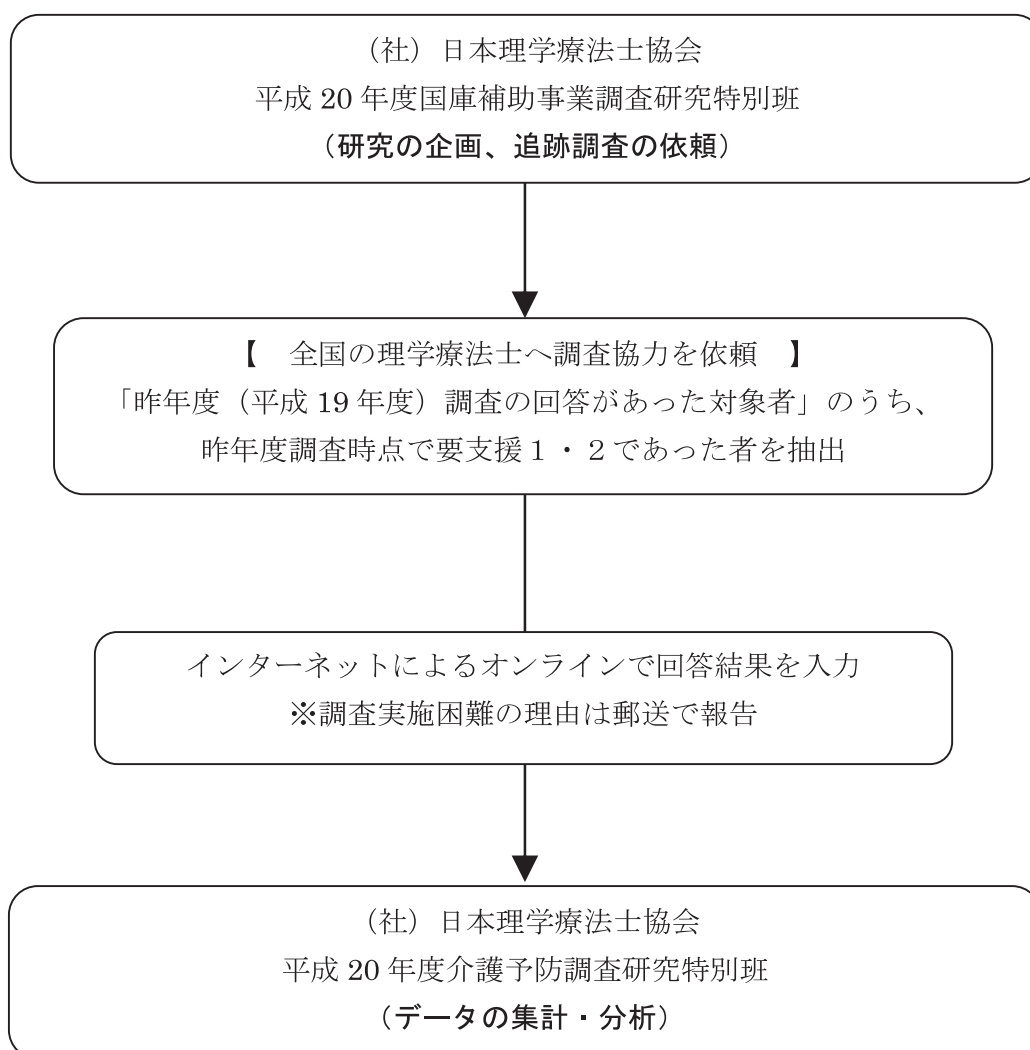 （社）日本理学療法士協会
平成 20 年度国庫補助事業調査研究特別班
（研究の企画、追跡調査の依頼）
【　全国の理学療法士へ調査協力を依頼　】
「昨年度（平成 19 年度）調査の回答があった対象者」のうち、
昨年度調査時点で要支援１・２であった者を抽出
インターネットによるオンラインで回答結果を入力
※調査実施困難の理由は郵送で報告
（社）日本理学療法士協会
平成 20 年度介護予防調査研究特別班
（データの集計・分析）